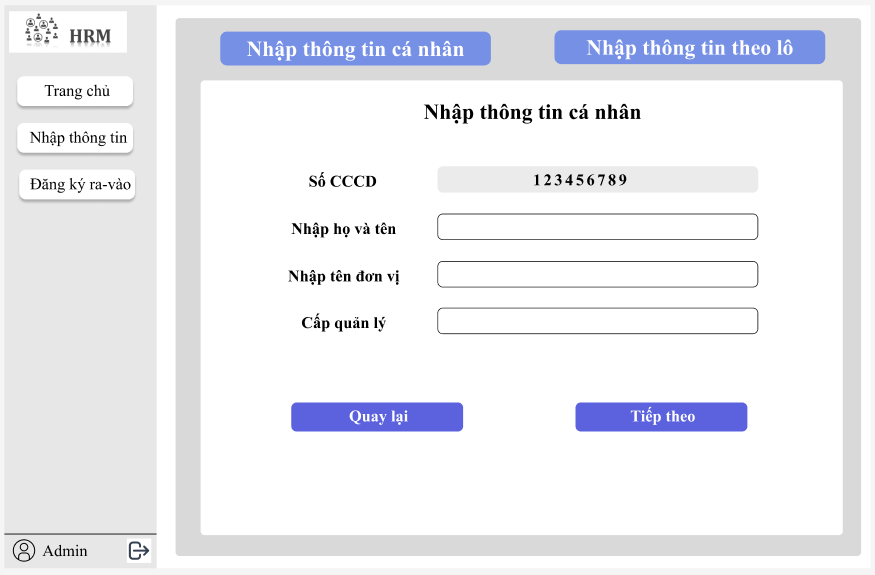 HRM
Trang chủ
Nhập thông tin
Đăng ký ra-vào
Admin
Nhập thông tin cá nhân
Nhập thông tin theo lô
Nhập thông tin cá nhân
Số CCCD
123456789
Nhập họ và tên
Nhập tên đơn vị
Cấp quản lý
Quay lại
Tiếp theo